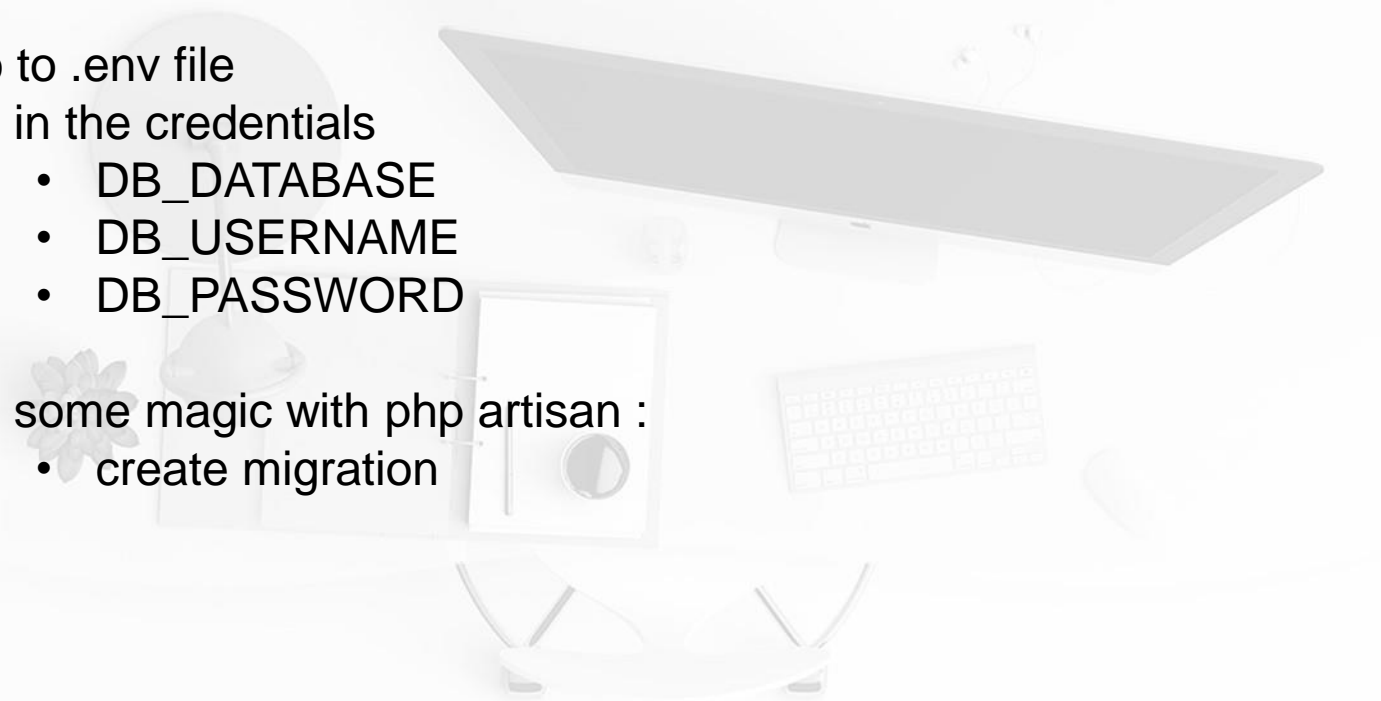 to .env file
in the credentials
• DB_DATABASE
• DB_USERNAME
• DB_PASSWORD
some magic with php artisan :
• create migration